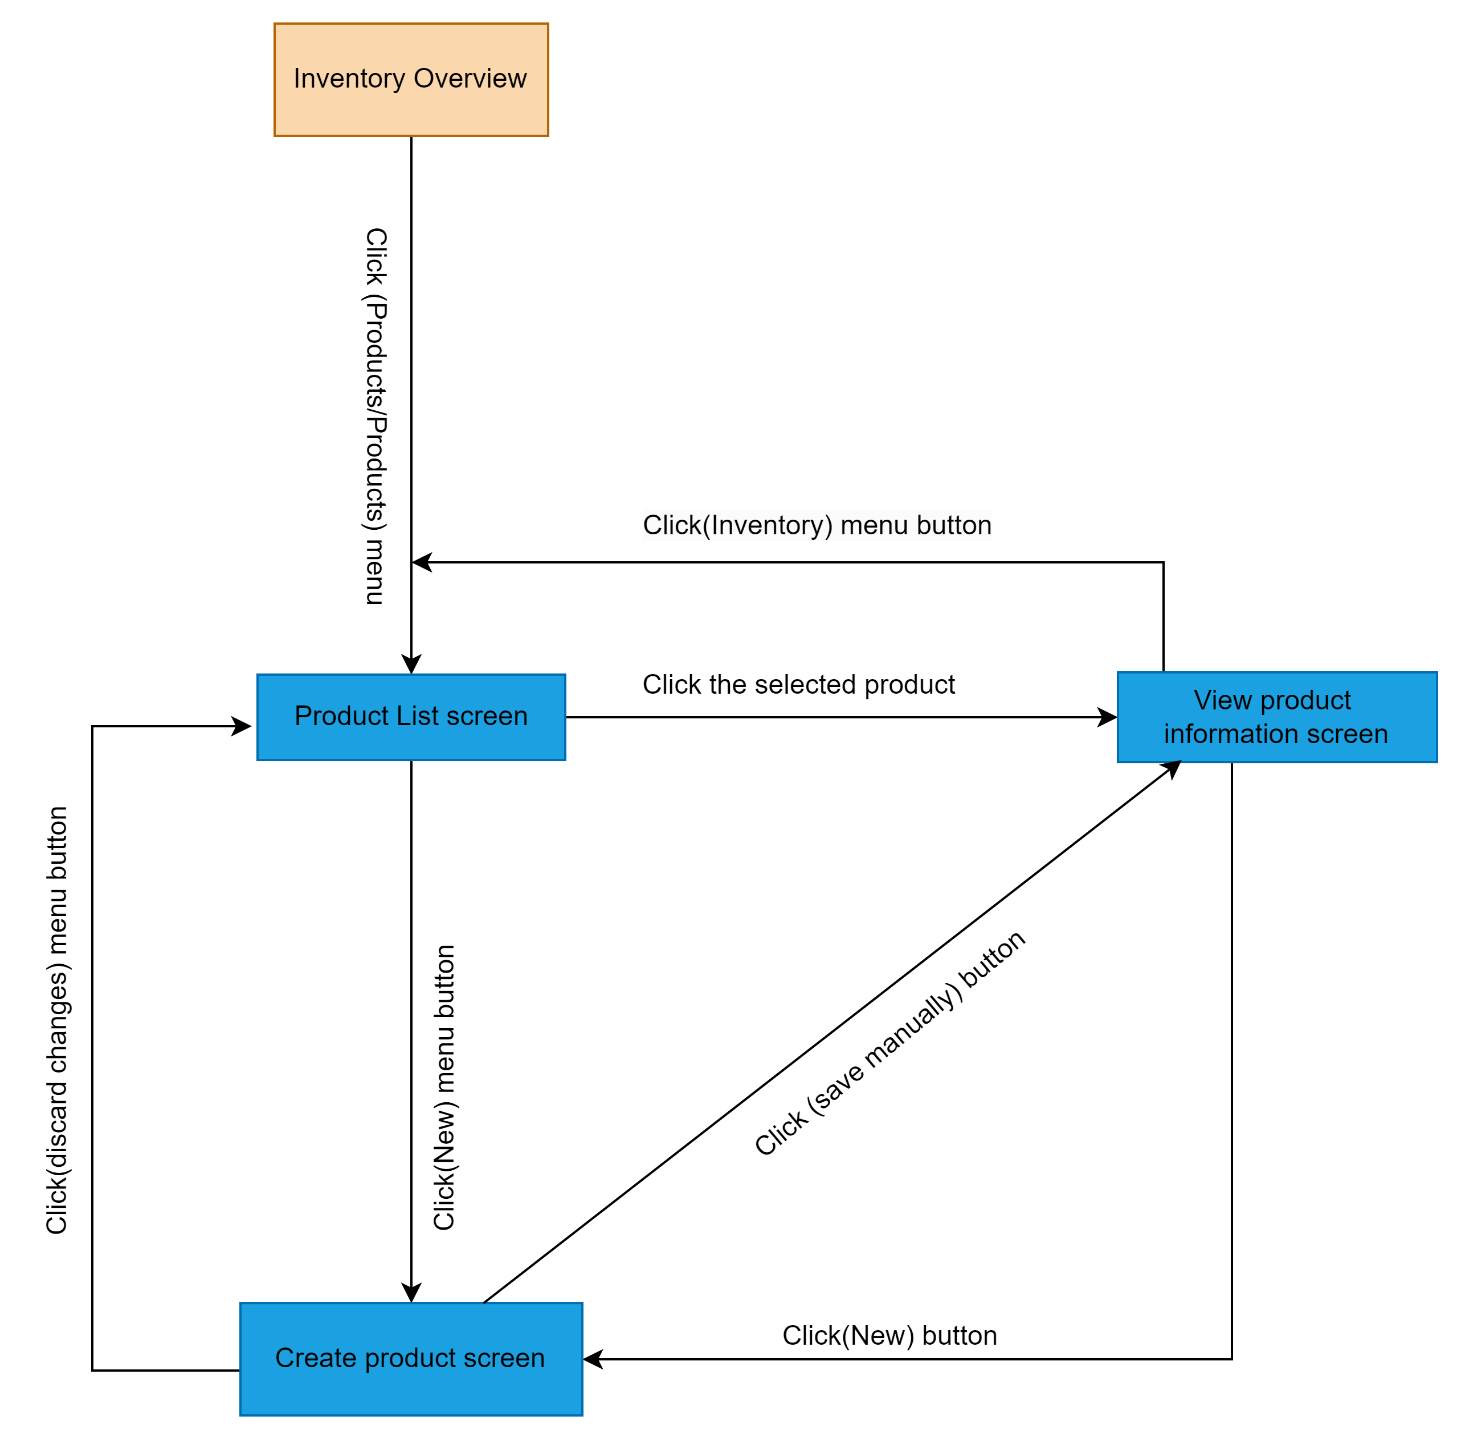 Inventory Overview
Click (Products/Products) menu
Click(Inventory) menu button
Product List screen
Click the selected product
View product
information screen
Click(discard changes) menu button
Click(New) menu button
Click (save manually) button
Click(New) button
Create product screen